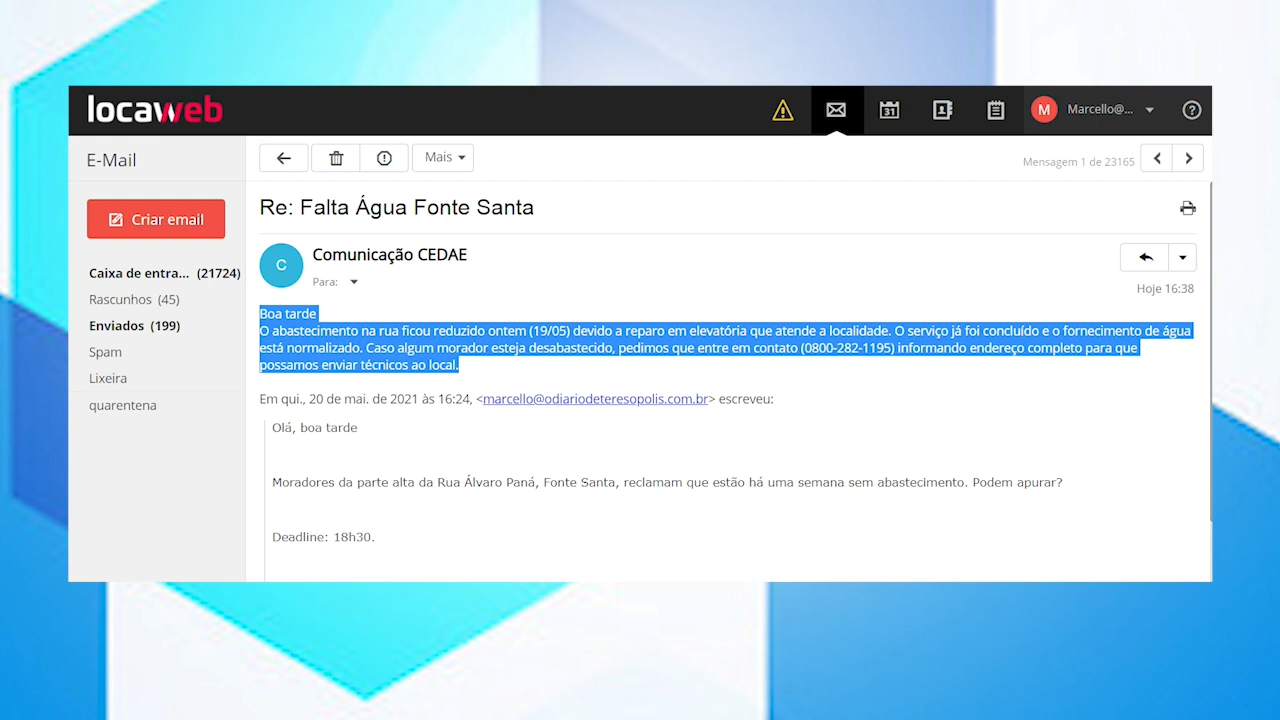 locaweb
31
M Marcello@...
?
E-Mail
Mais
Mensagem 1 de 23165
Criar email
Re: Falta Água Fonte Santa
C
Comunicação CEDAE
Para:
Hoje 16:38
Caixa de entra... (21724)
Rascunhos (45)
Enviados (199)
Spam
Lixeira
quarentena
Boa tarde
O abastecimento na rua ficou reduzido ontem (19/05) devido a reparo em elevatória que atende a localidade. O serviço já foi concluído e o fornecimento de água
está normalizado. Caso algum morador esteja desabastecido, pedimos que entre em contato (0800-282-1195) informando endereço completo para que
possamos enviar técnicos ao local.
Em qui., 20 de mai. de 2021 às 16:24, <marcello@odiariodeteresopolis.com.br> escreveu:
Olá, boa tarde
Moradores da parte alta da Rua Álvaro Paná, Fonte Santa, reclamam que estão há uma semana sem abastecimento. Podem apurar?
Deadline: 18h30.